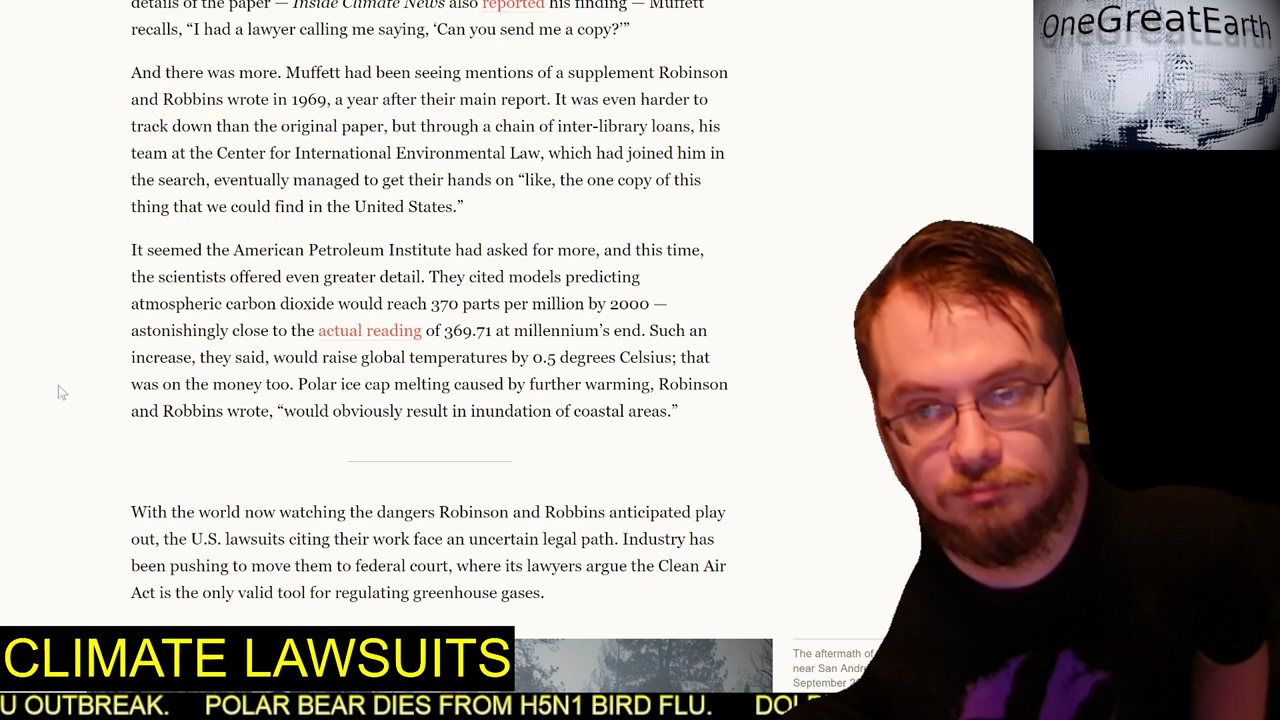 details of the paper — Inside Climate News also reported his finding — Muffett
recalls, “I had a lawyer calling me saying, ‘Can you send me a copy?’”
And there was more. Muffett had been seeing mentions of a supplement Robinson
and Robbins wrote in 1969, a year after their main report. It was even harder to
track down than the original paper, but through a chain of inter-library loans, his
team at the Center for International Environmental Law, which had joined him in
the search, eventually managed to get their hands on “like, the one copy of this
thing that we could find in the United States.”
It seemed the American Petroleum Institute had asked for more, and this time,
the scientists offered even greater detail. They cited models predicting
atmospheric carbon dioxide would reach 370 parts per million by 2000 —
astonishingly close to the actual reading of 369.71 at millennium’s end. Such an
increase, they said, would raise global temperatures by 0.5 degrees Celsius; that
was on the money too. Polar ice cap melting caused by further warming, Robinson
and Robbins wrote, “would obviously result in inundation of coastal areas.”
With the world now watching the dangers Robinson and Robbins anticipated play
out, the U.S. lawsuits citing their work face an uncertain legal path. Industry has
been pushing to move them to federal court, where its lawyers argue the Clean Air
Act is the only valid tool for regulating greenhouse gases.
OneGreatEarth
The aftermath of
near San
September
CLIMATE LAWSUITS
U OUTBREAK. POLAR BEAR DIES FROM H5N1 BIRD FLU.